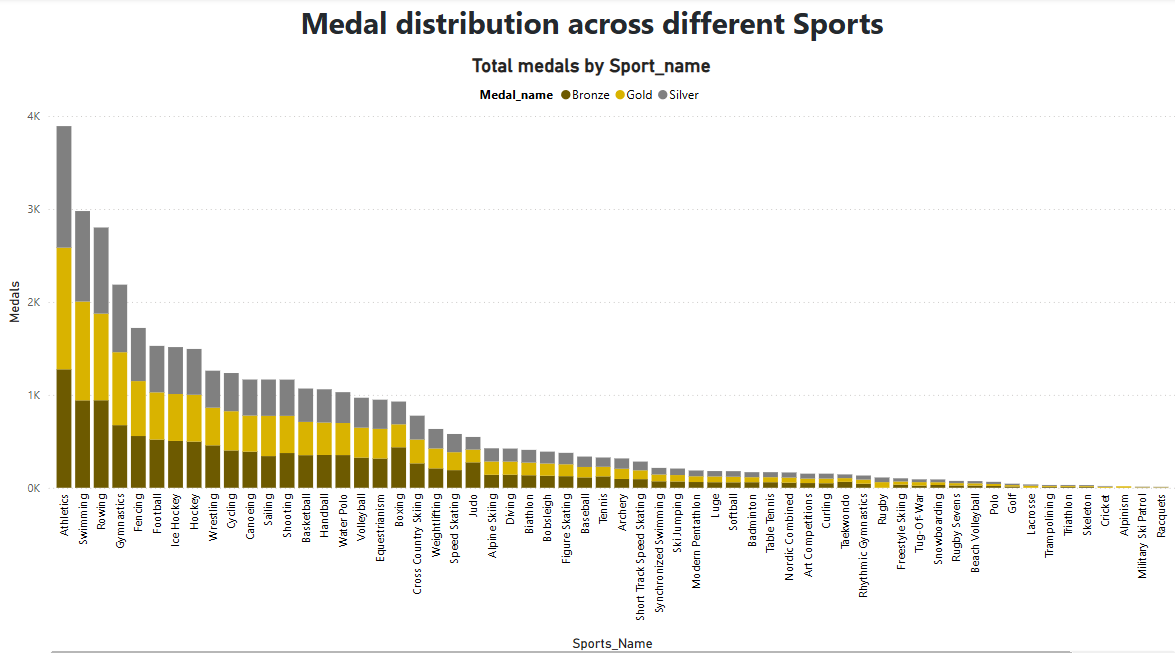 Medal distribution across different Sports
Total medals by Sport_name
Medal_name Bronze Gold Silver
4K
3K
2K
1K
0K
Medals
Athletics
Swimming
Rowing
Gymnastics
Fencing
Football
Ice Hockey
Hockey
Wrestling
Cycling
Canoeing
Sailing
Shooting
Basketball
Handball
Water Polo
Volleyball
Equestrianism
Boxing
Cross Country Skiing
Weightlifting
Speed Skating
Judo
Alpine Skiing
Diving
Biathlon
Bobsleigh
Figure Skating
Baseball
Tennis
Archery
Short Track Speed Skating
Synchronized Swimming
Ski Jumping
Modern Pentathlon
Luge
Softball
Badminton
Table Tennis
Nordic Combined
Art Competitions
Curling
Taekwondo
Rhythmic Gymnastics
Rugby
Freestyle Skiing
Tug-Of-War
Snowboarding
Rugby Sevens
Beach Volleyball
Polo
Golf
Lacrosse
Trampolining
Triathlon
Skeleton
Cricket
Alpinism
Military Ski Patrol
Racquets
Sports_Name